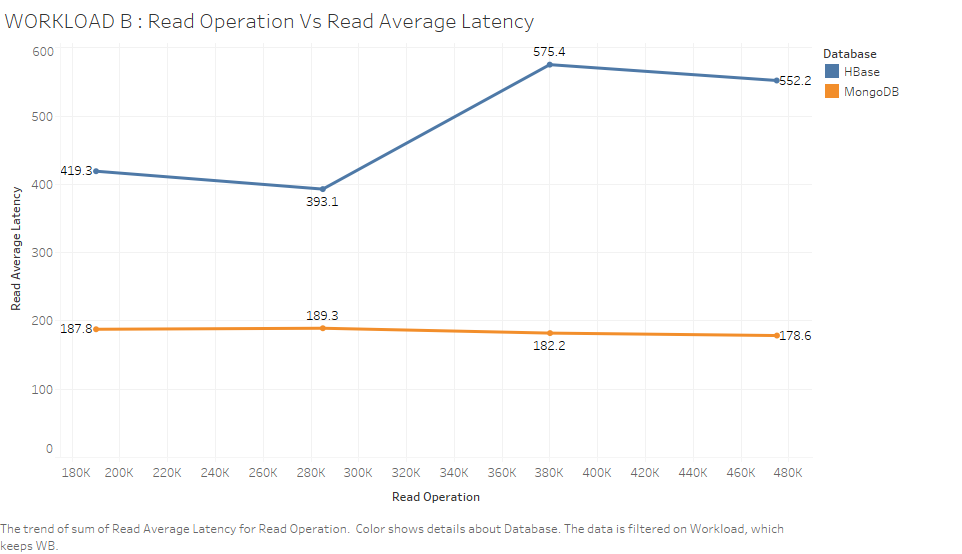 WORKLOAD B : Read Operation Vs Read Average Latency
Database
HBase
MongoDB
Read Average Latency
600
500
400
300
200
100
0
419.3
393.1
575.4
552.2
187.8
189.3
182.2
178.6
180K 200K 220K 240K 260K 280K 300K 320K 340K 360K 380K 400K 420K 440K 460K 480K
Read Operation
The trend of sum of Read Average Latency for Read Operation.  Color shows details about Database. The data is filtered on Workload, which
keeps WB.